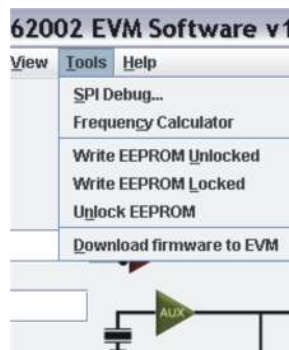 62002 EVM Software v1
View Tools Help
SPI Debug...
Frequency Calculator
Write EEPROM Unlocked
Write EEPROM Locked
Unlock EEPROM
Download firmware to EVM
AUX